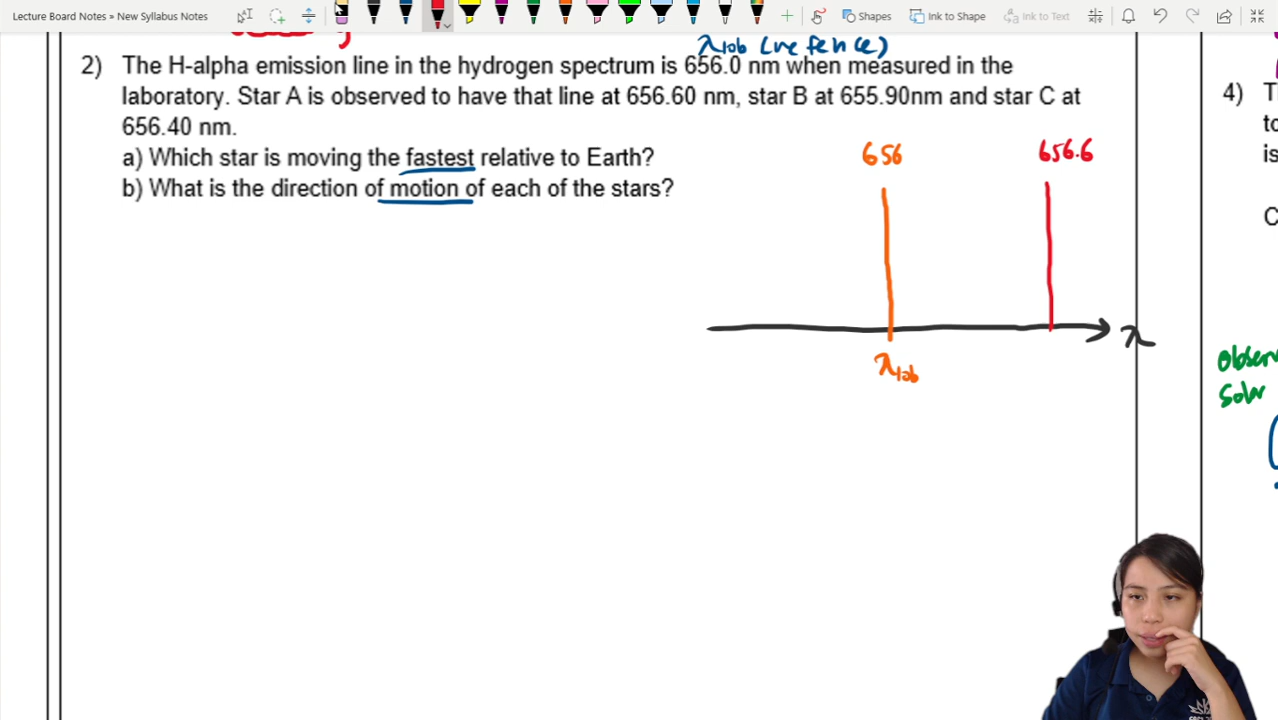 Lecture Board Notes » New Syllabus Notes
Shapes
Ink to Shape
Ink to Text
λlab (refence)
2) The H-alpha emission line in the hydrogen spectrum is 656.0 nm when measured in the
laboratory. Star A is observed to have that line at 656.60 nm, star B at 655.90nm and star C at
656.40 nm.
a) Which star is moving the fastest relative to Earth?
b) What is the direction of motion of each of the stars?
656
656.6
λ
λlab
4)